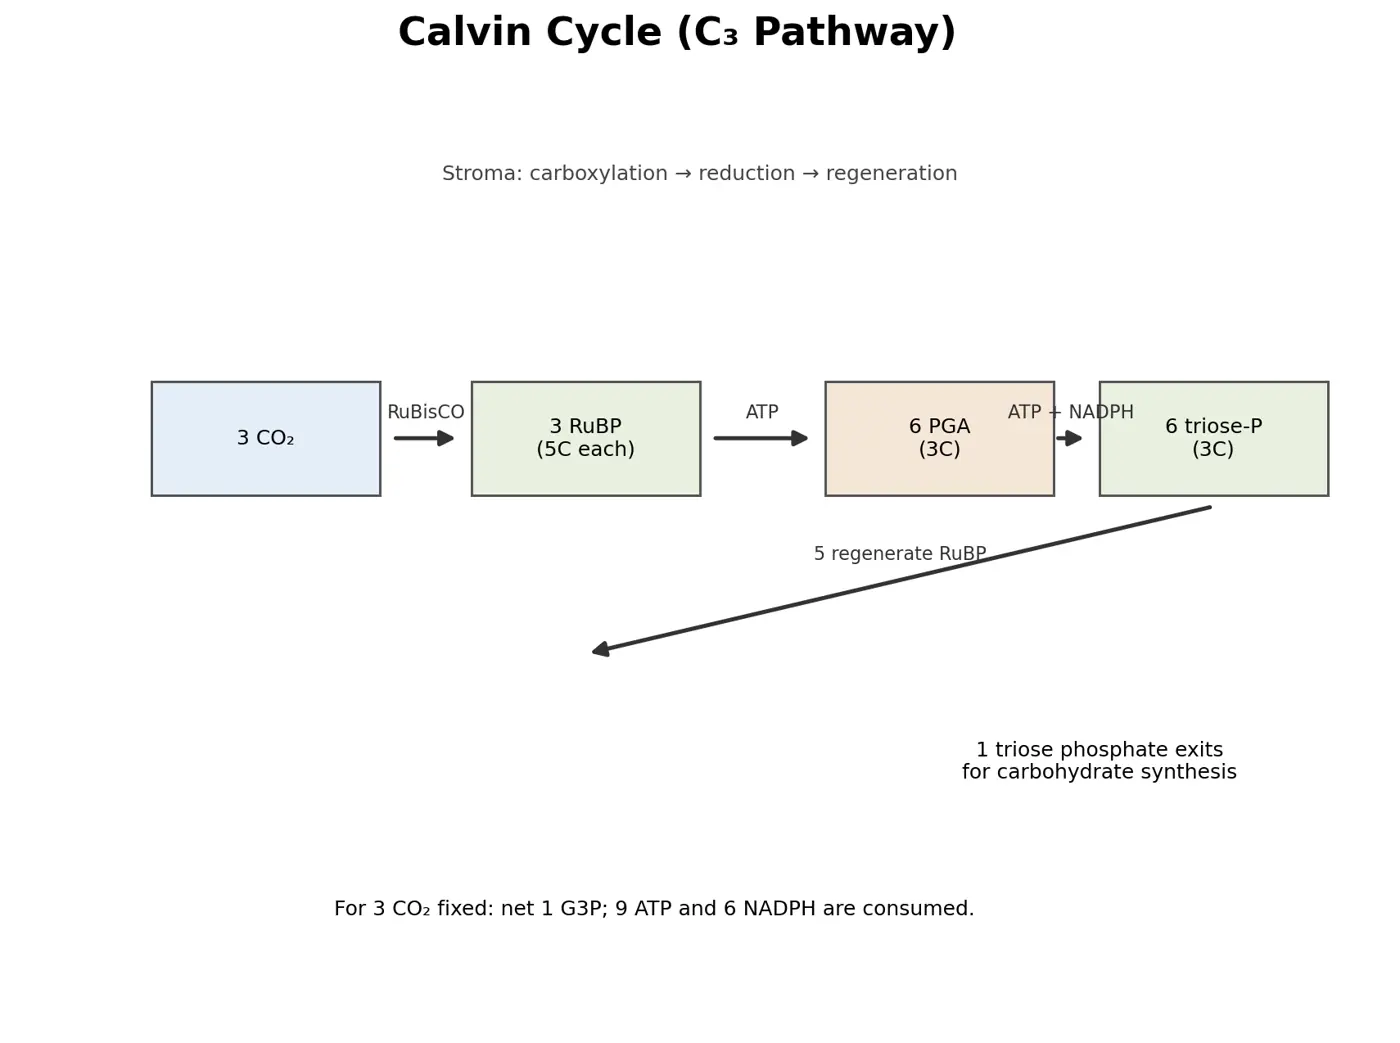 Calvin Cycle (C₃ Pathway)
Stroma: carboxylation → reduction → regeneration
3 CO₂
RuBisCO
3 RuBP
(5C each)
ATP
6 PGA
(3C)
ATP + NADPH
6 triose-P
(3C)
5 regenerate RuBP
1 triose phosphate exits
for carbohydrate synthesis
For 3 CO₂ fixed: net 1 G3P; 9 ATP and 6 NADPH are consumed.